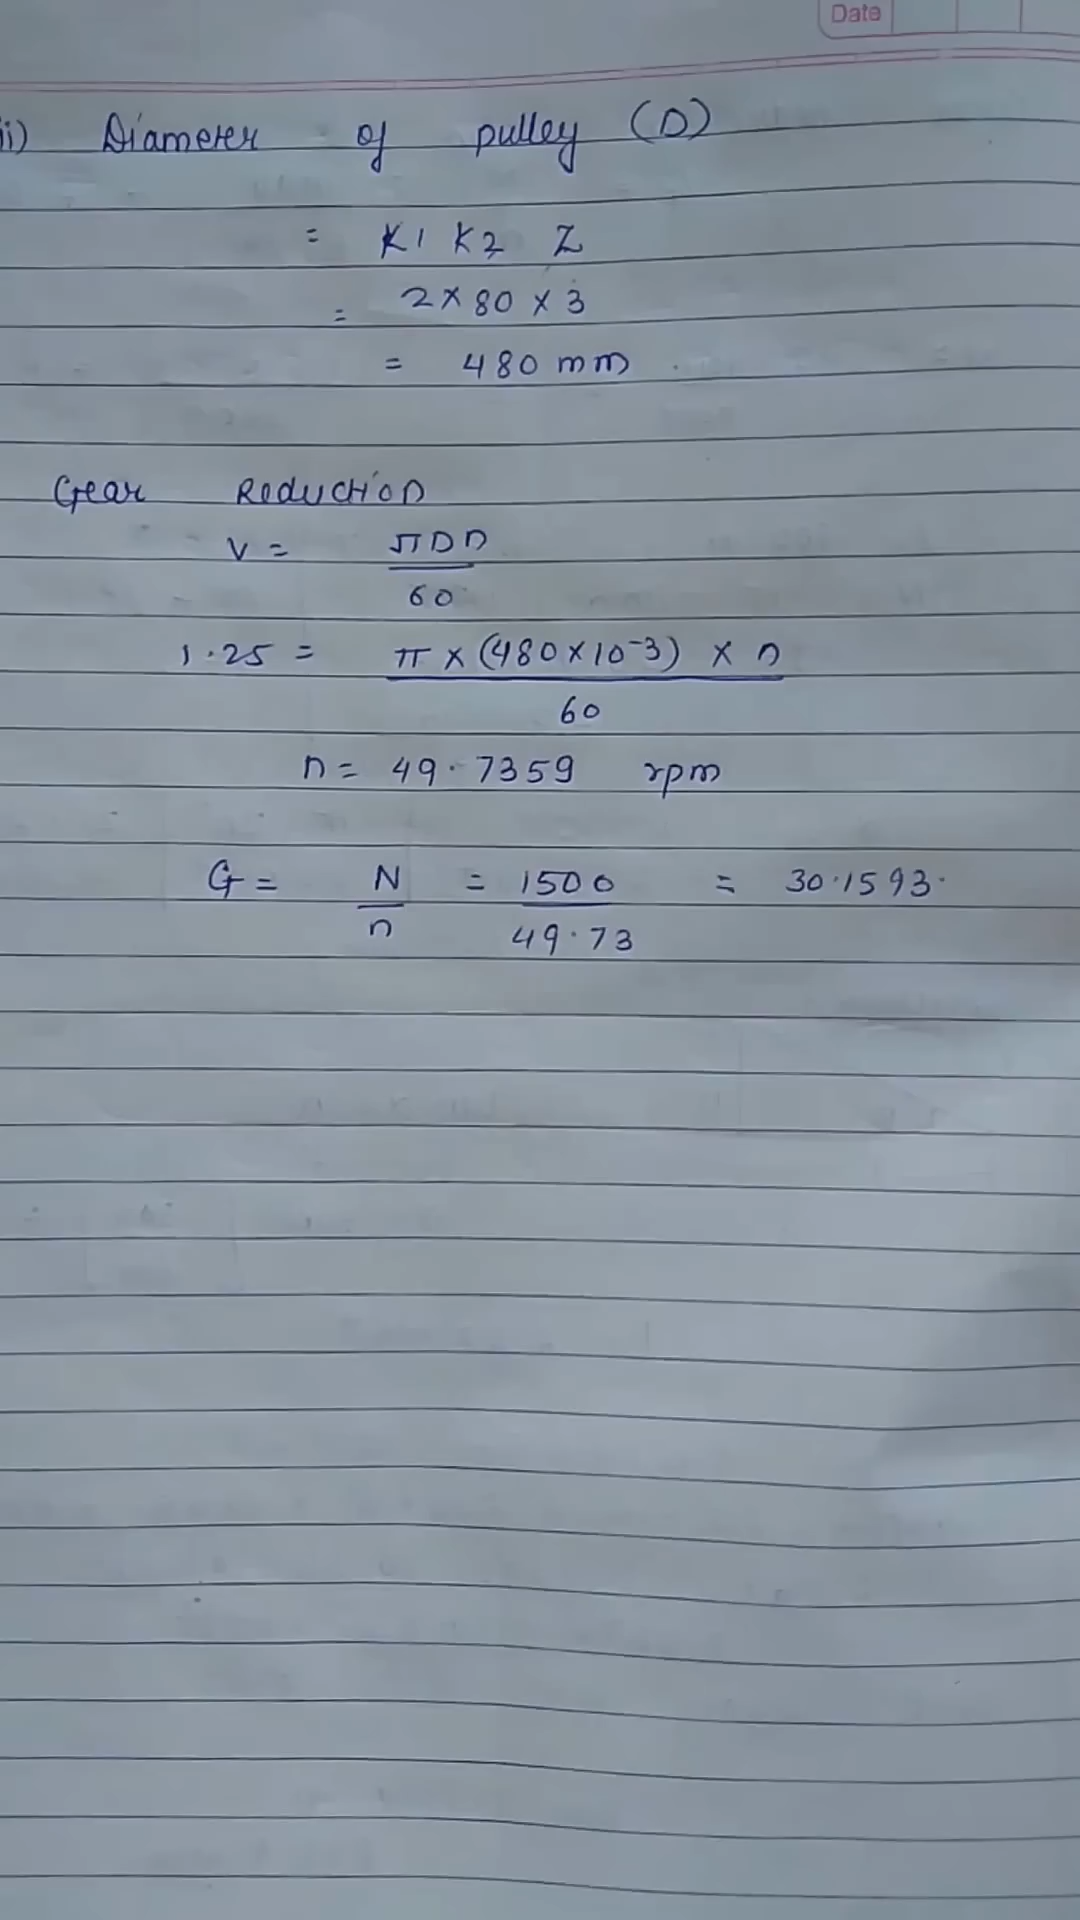 Date
ii) Diameter of pulley (D)
= K1 K2 Z
= 2 × 80 × 3
= 480 mm
Gear Reduction
V = πDn
60
1.25 = π × (480 × 10-3) × n
60
n = 49.7359 rpm
G = N = 1500 = 30.1593.
n 49.73